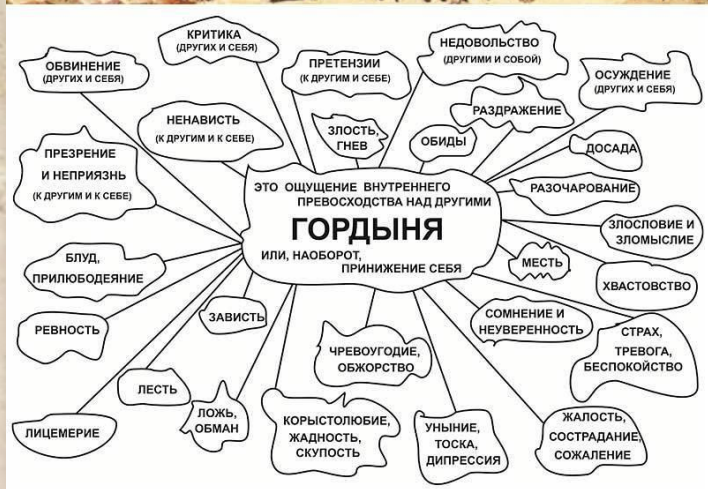 КРИТИКА
(ДРУГИХ И СЕБЯ)
ОБВИНЕНИЕ
(ДРУГИХ И СЕБЯ)
ПРЕТЕНЗИИ
(К ДРУГИМ И СЕБЕ)
НЕДОВОЛЬСТВО
(ДРУГИМИ И СОБОЙ)
ОСУЖДЕНИЕ
(ДРУГИХ И СЕБЯ)
НЕНАВИСТЬ
(К ДРУГИМ И К СЕБЕ)
ЗЛОСТЬ,
ГНЕВ
ОБИДЫ
РАЗДРАЖЕНИЕ
ДОСАДА
ПРЕЗРЕНИЕ
И НЕПРИЯЗНЬ
(К ДРУГИМ И К СЕБЕ)
ЭТО ОЩУЩЕНИЕ ВНУТРЕННЕГО
ПРЕВОСХОДСТВА НАД ДРУГИМИ
ГОРДЫНЯ
ИЛИ, НАОБОРОТ,
ПРИНИЖЕНИЕ СЕБЯ
РАЗОЧАРОВАНИЕ
ЗЛОСЛОВИЕ И
ЗЛОМЫСЛИЕ
БЛУД,
ПРИЛЮБОДЕЯНИЕ
МЕСТЬ
ХВАСТОВСТВО
РЕВНОСТЬ
ЗАВИСТЬ
СОМНЕНИЕ И
НЕУВЕРЕННОСТЬ
СТРАХ,
ТРЕВОГА,
БЕСПОКОЙСТВО
ЧРЕВОУГОДИЕ,
ОБЖОРСТВО
ЛЕСТЬ
ЛИЦЕМЕРИЕ
ЛОЖЬ,
ОБМАН
КОРЫСТОЛЮБИЕ,
ЖАДНОСТЬ,
СКУПОСТЬ
УНЫНИЕ,
ТОСКА,
ДИПРЕССИЯ
ЖАЛОСТЬ,
СОСТРАДАНИЕ,
СОЖАЛЕНИЕ